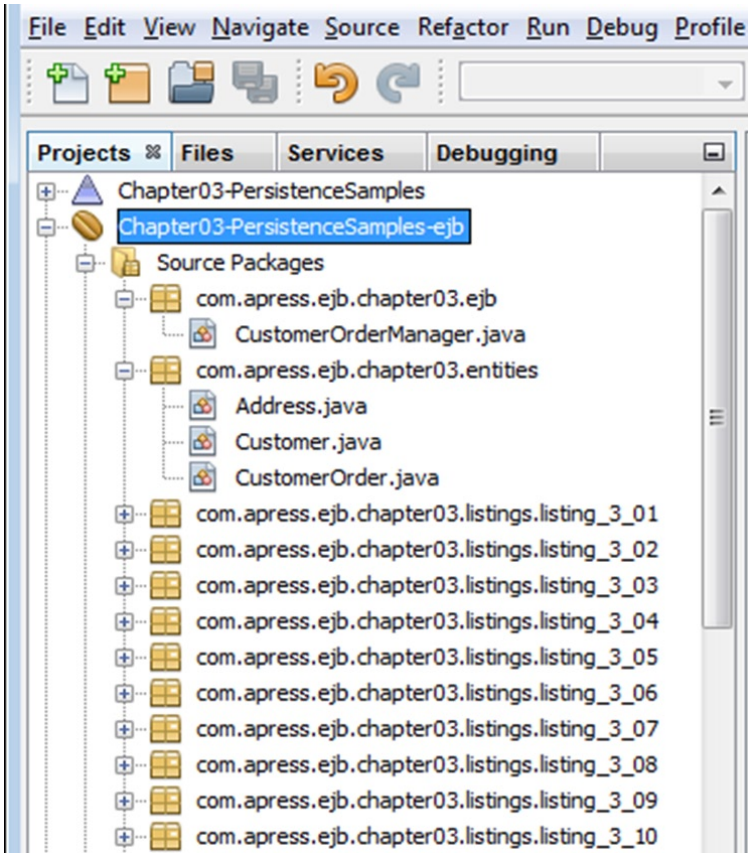 File Edit View Navigate Source Refactor Run Debug Profile
Projects Files Services Debugging
Chapter03-PersistenceSamples
Chapter03-PersistenceSamples-ejb
Source Packages
com.apress.ejb.chapter03.ejb
CustomerOrderManager.java
com.apress.ejb.chapter03.entities
Address.java
Customer.java
CustomerOrder.java
com.apress.ejb.chapter03.listings.listing_3_01
com.apress.ejb.chapter03.listings.listing_3_02
com.apress.ejb.chapter03.listings.listing_3_03
com.apress.ejb.chapter03.listings.listing_3_04
com.apress.ejb.chapter03.listings.listing_3_05
com.apress.ejb.chapter03.listings.listing_3_06
com.apress.ejb.chapter03.listings.listing_3_07
com.apress.ejb.chapter03.listings.listing_3_08
com.apress.ejb.chapter03.listings.listing_3_09
com.apress.ejb.chapter03.listings.listing_3_10